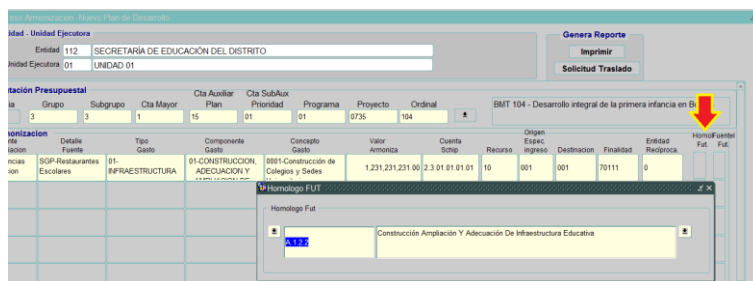 Armonizacion -Nuevo Plan de Desarrollo-
Unidad Ejecutora
Entidad 112 SECRETARÍA DE EDUCACIÓN DEL DISTRITO
Unidad Ejecutora 01 UNIDAD 01
Genera Reporte
Imprimir
Solicitud Traslado
Presupuestal
Grupo Subgrupo Cta Mayor Cta Auxiliar Plan Cta SubAux Prioridad Programa Proyecto Ordinal
3 3 3 1 15 01 01 0735 104 BMT 104 - Desarrollo integral de la primera infancia en
Detalle Fuente Tipo Gasto Componente Gasto Concepto Gasto Valor Armoniza Cuenta Schip Recurso Origen Espec. ingreso Destinacion Finalidad Entidad Recíproca. Homol Fut. Fuente Fut.
SGP-Restaurantes Escolares 01-INFRAESTRUCTURA 01-CONSTRUCCION, ADECUACION Y 0001-Construcción de Colegios y Sedes 1,231,231,231.00 2.3.01.01.01.01 10 001 001 70111 0
Homologo FUT
Homologo Fut
A.1.2.2 Construcción Ampliación Y Adecuación De Infraestructura Educativa